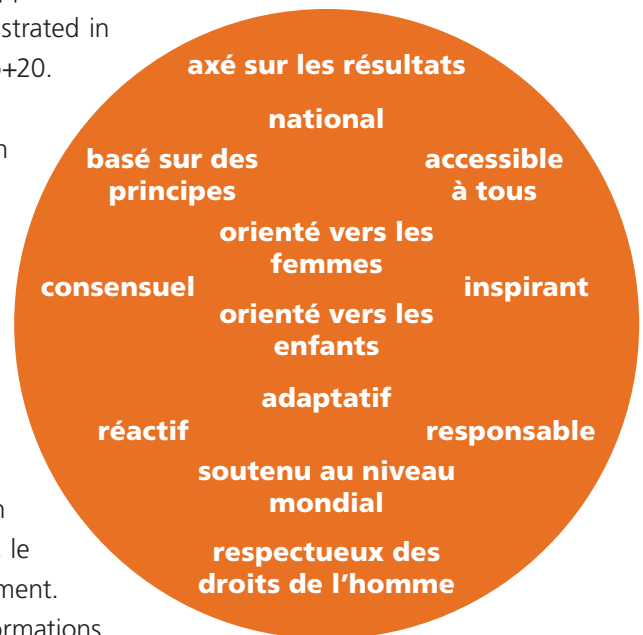 strated in
+20.
axé sur les résultats
national
basé sur des
principes
accessible
à tous
orienté vers les
femmes
consensuel
inspirant
orienté vers les
enfants
adaptatif
réactif
responsable
soutenu au niveau
mondial
respectueux des
droits de l’homme
n
le
ment.
ormations